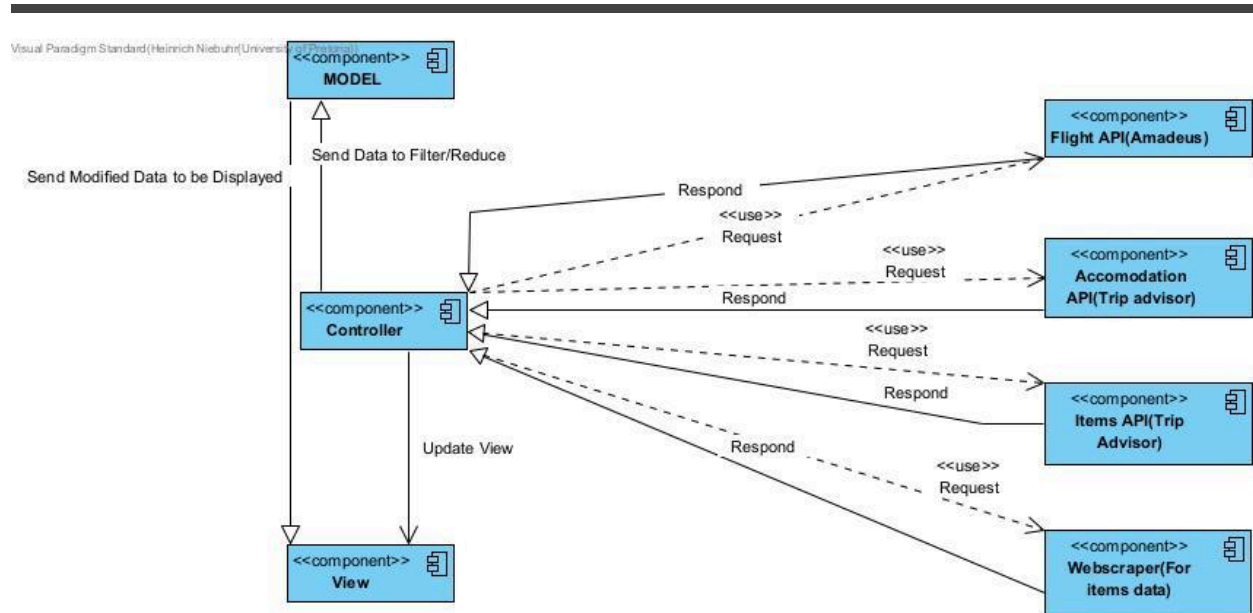 Visual Paradigm Standard(Heinrich Niebuhr(University of Pretoria))
<<component>>
MODEL
<<component>>
Flight API(Amadeus)
Send Data to Filter/Reduce
Send Modified Data to be Displayed
Respond
<<use>>
Request
<<use>>
Request
<<component>>
Accomodation
API(Trip advisor)
Respond
<<component>>
Controller
<<use>>
Request
Respond
<<component>>
Items API(Trip
Advisor)
Update View
Respond
<<use>>
Request
<<component>>
View
<<component>>
Webscraper(For
items data)